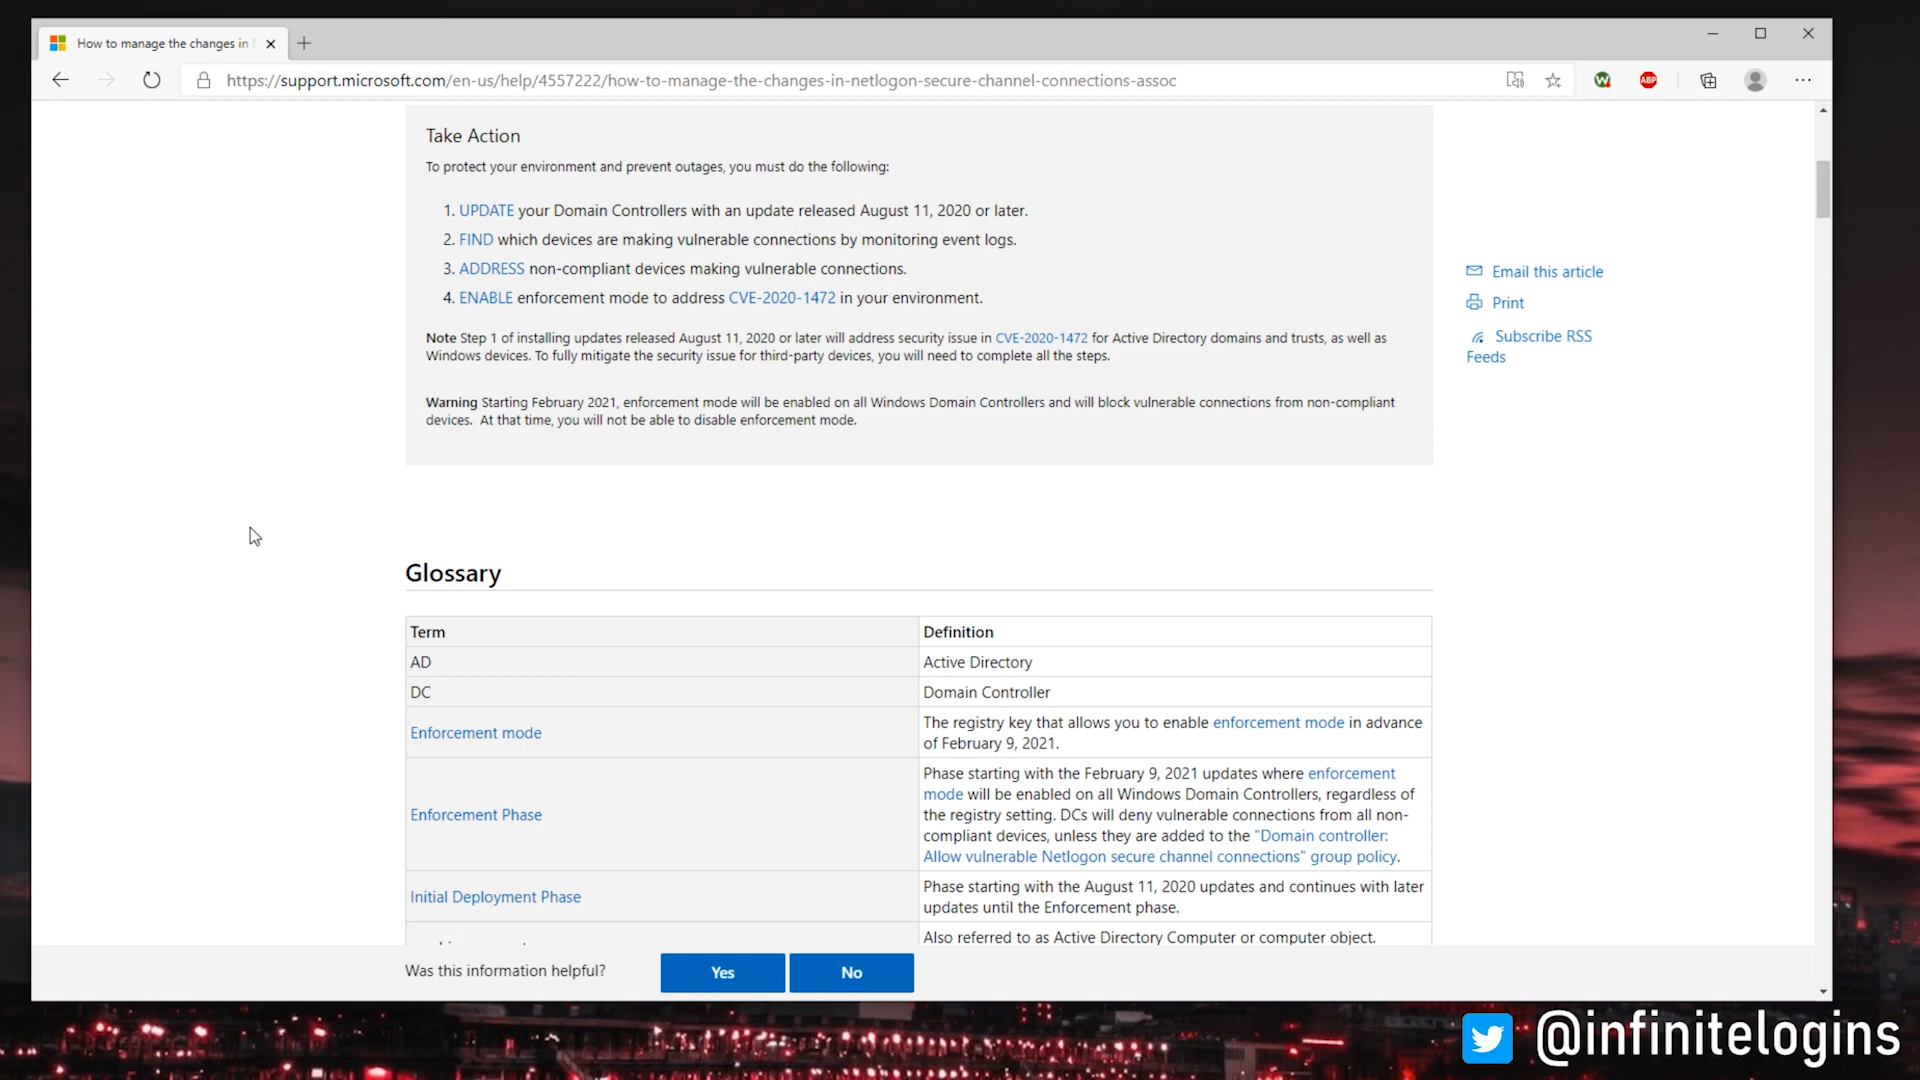 How to manage the changes in
https://support.microsoft.com/en-us/help/4557222/how-to-manage-the-changes-in-netlogon-secure-channel-connections-assoc
ABP
Take Action
To protect your environment and prevent outages, you must do the following:
1. UPDATE your Domain Controllers with an update released August 11, 2020 or later.
2. FIND which devices are making vulnerable connections by monitoring event logs.
3. ADDRESS non-compliant devices making vulnerable connections.
4. ENABLE enforcement mode to address CVE-2020-1472 in your environment.
Note Step 1 of installing updates released August 11, 2020 or later will address security issue in CVE-2020-1472 for Active Directory domains and trusts, as well as
Windows devices. To fully mitigate the security issue for third-party devices, you will need to complete all the steps.
Warning Starting February 2021, enforcement mode will be enabled on all Windows Domain Controllers and will block vulnerable connections from non-compliant
devices. At that time, you will not be able to disable enforcement mode.
Email this article
Print
Subscribe RSS
Feeds
Glossary
Term
Definition
AD
Active Directory
DC
Domain Controller
Enforcement mode
The registry key that allows you to enable enforcement mode in advance
of February 9, 2021.
Enforcement Phase
Phase starting with the February 9, 2021 updates where enforcement
mode will be enabled on all Windows Domain Controllers, regardless of
the registry setting. DCs will deny vulnerable connections from all non-
compliant devices, unless they are added to the "Domain controller:
Allow vulnerable Netlogon secure channel connections" group policy.
Initial Deployment Phase
Phase starting with the August 11, 2020 updates and continues with later
updates until the Enforcement phase.
Also referred to as Active Directory Computer or computer object.
Was this information helpful?
Yes
No
@infinitelogins